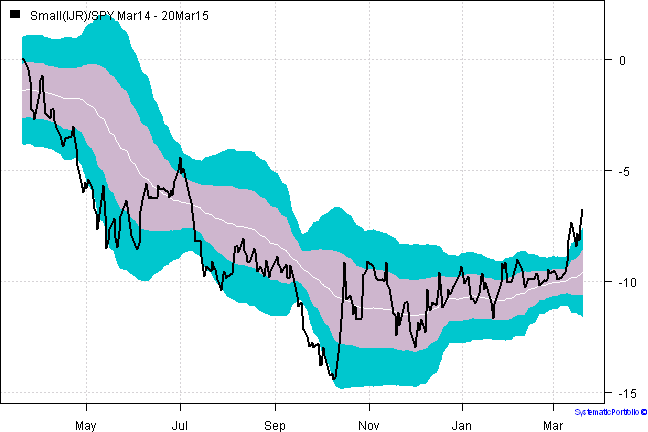 Small(IJR)/SPY Mar14 - 20Mar15
0
-5
-10
-15
SystematicPortfolio ©
May
Jul
Sep
Nov
Jan
Mar